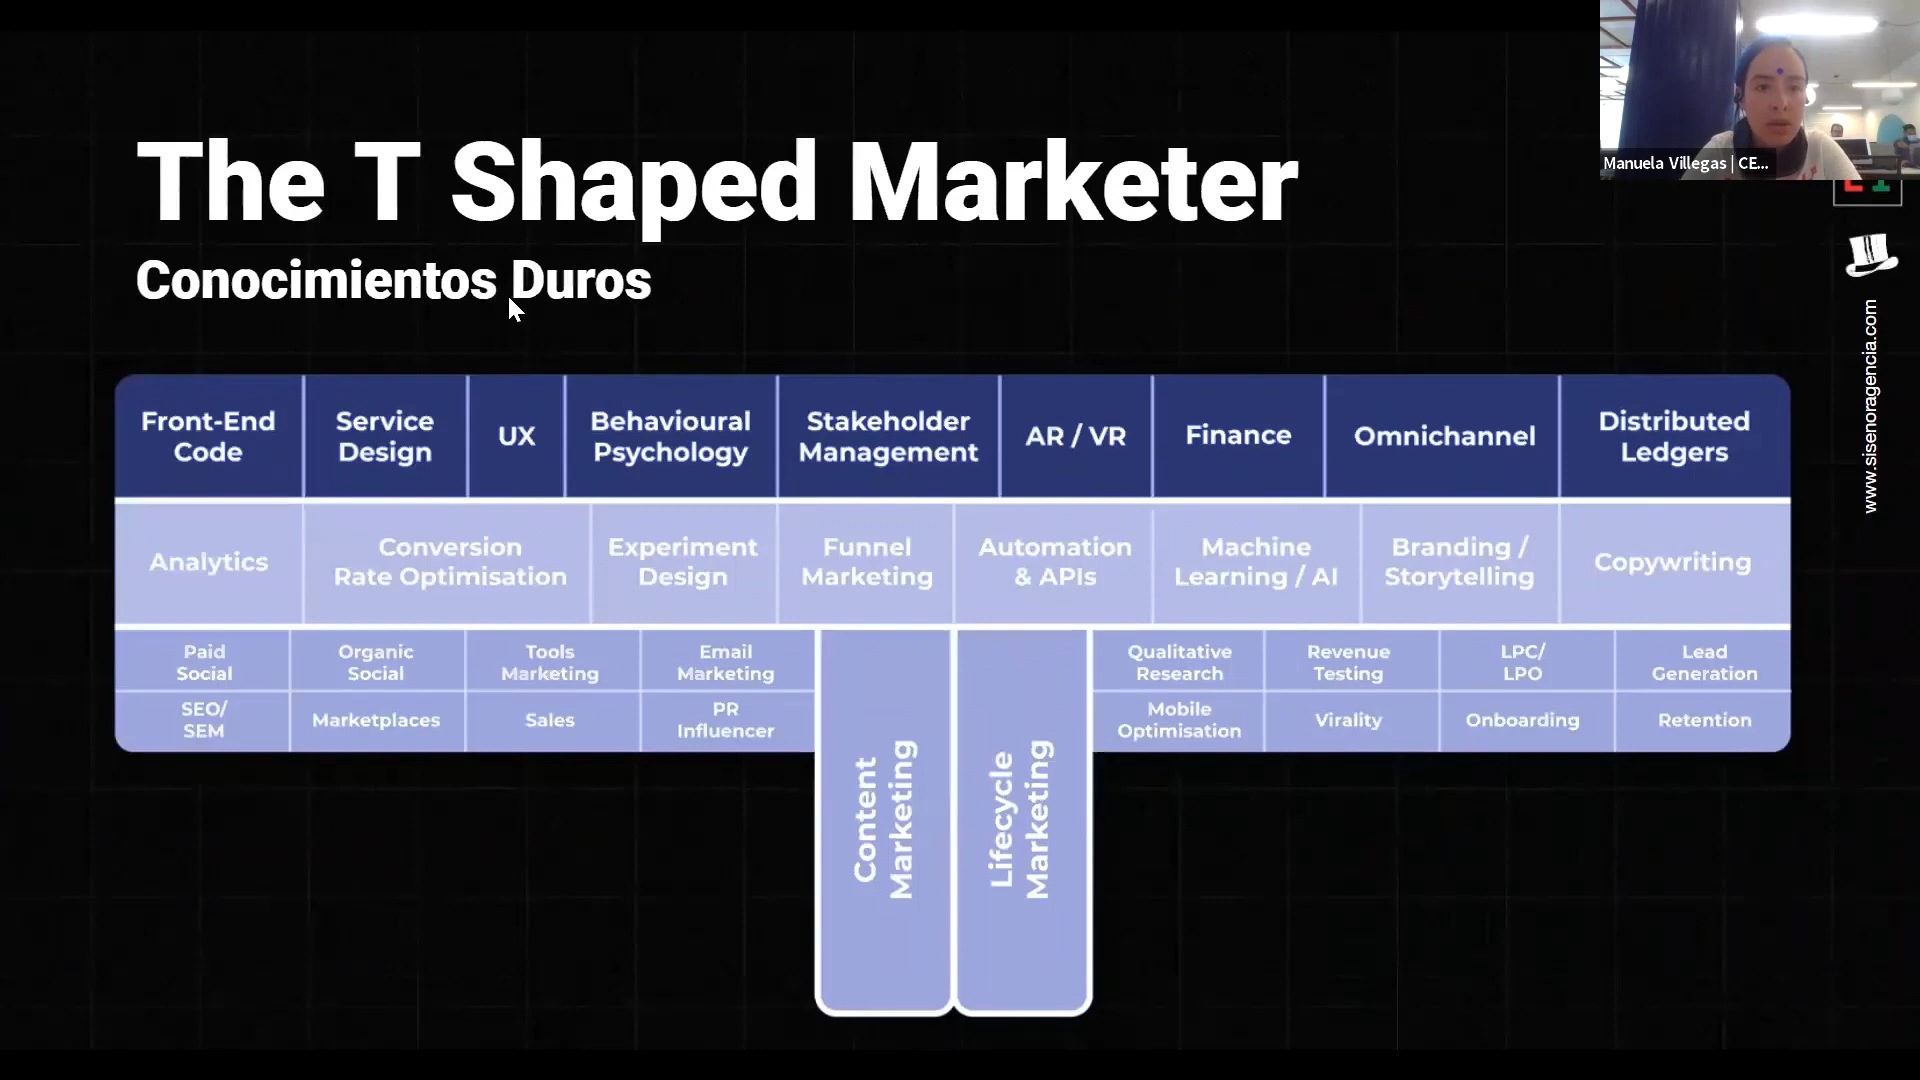 The T Shaped Marketer
Conocimientos Duros
Manuela Villegas | CE...
www.sisenoragencia.com
Front-End
Code
Service
Design
UX
Behavioural
Psychology
Stakeholder
Management
AR / VR
Finance
Omnichannel
Distributed
Ledgers
Analytics
Conversion
Rate Optimisation
Experiment
Design
Funnel
Marketing
Automation
& APIs
Machine
Learning / AI
Branding /
Storytelling
Copywriting
Paid
Social
Organic
Social
Tools
Marketing
Email
Marketing
Qualitative
Research
Revenue
Testing
LPC/
LPO
Lead
Generation
SEO/
SEM
Marketplaces
Sales
PR
Influencer
Mobile
Optimisation
Virality
Onboarding
Retention
Content
Marketing
Lifecycle
Marketing